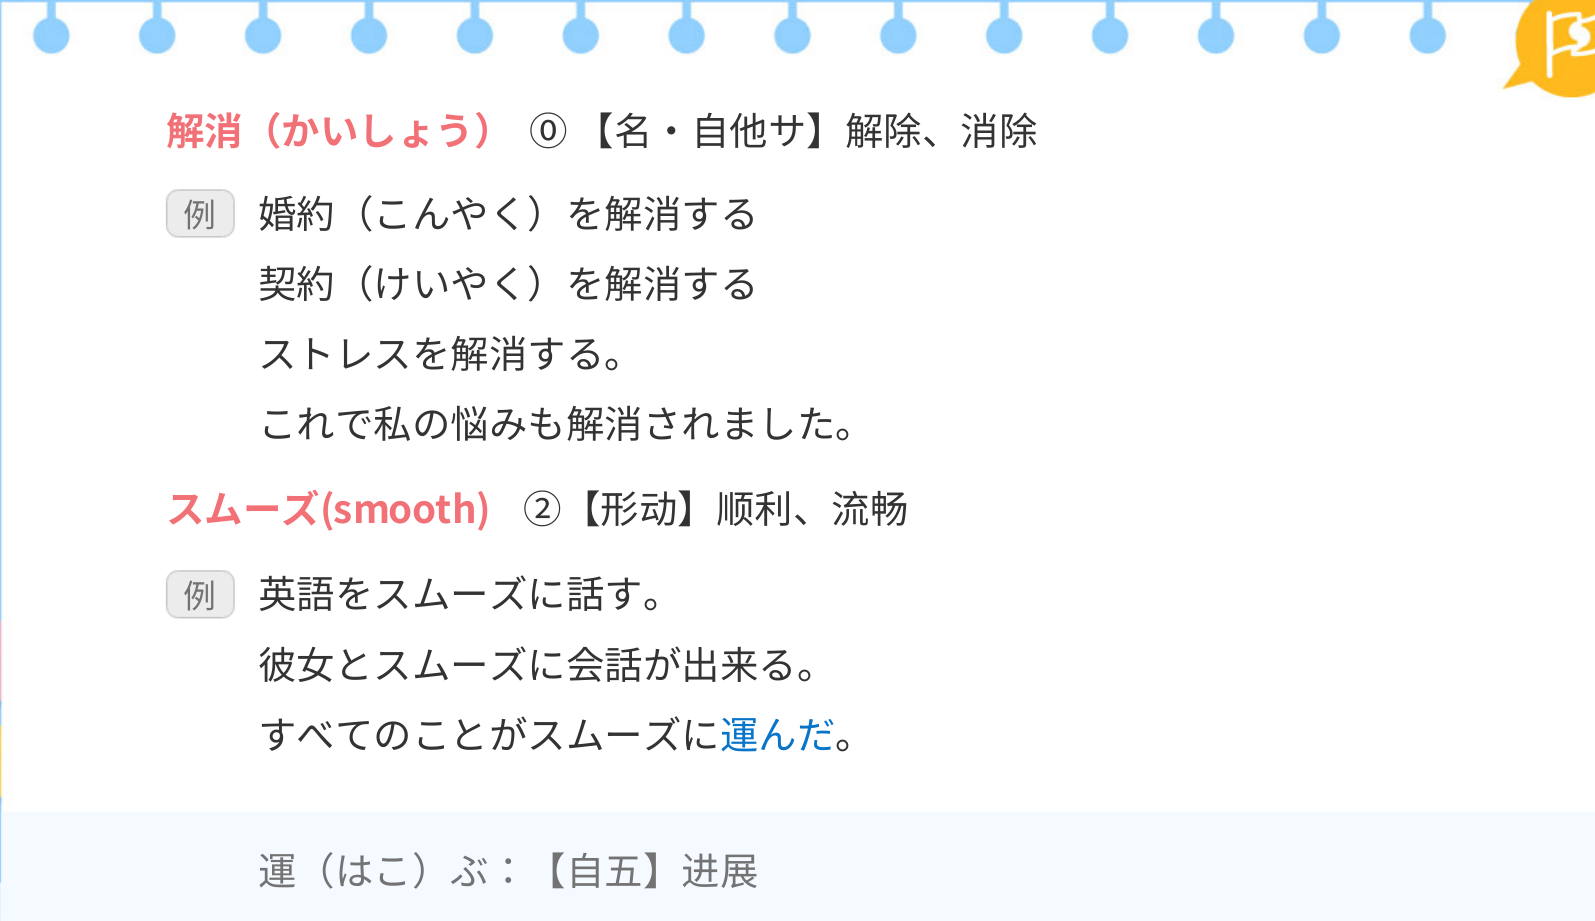 解消（かいしょう） ⓪ 【名・自他サ】解除、消除
例 婚約（こんやく）を解消する
契約（けいやく）を解消する
ストレスを解消する。
これで私の悩みも解消されました。
スムーズ(smooth) ②【形动】顺利、流畅
例 英語をスムーズに話す。
彼女とスムーズに会話が出来る。
すべてのことがスムーズに運んだ。
運（はこ）ぶ：【自五】进展